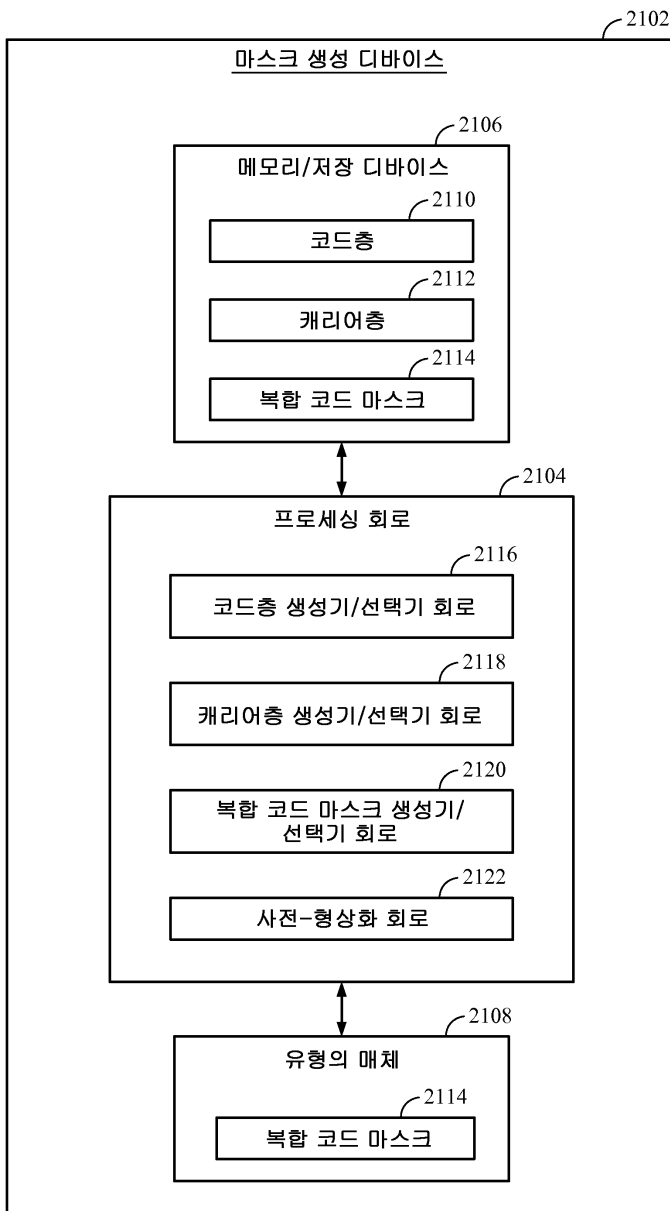 2102
마스크 생성 디바이스
2106
메모리/저장 디바이스
2110
코드층
2112
캐리어층
2114
복합 코드 마스크
2104
프로세싱 회로
2116
코드층 생성기/선택기 회로
2118
캐리어층 생성기/선택기 회로
2120
복합 코드 마스크 생성기/
선택기 회로
2122
사전-형상화 회로
2108
유형의 매체
2114
복합 코드 마스크